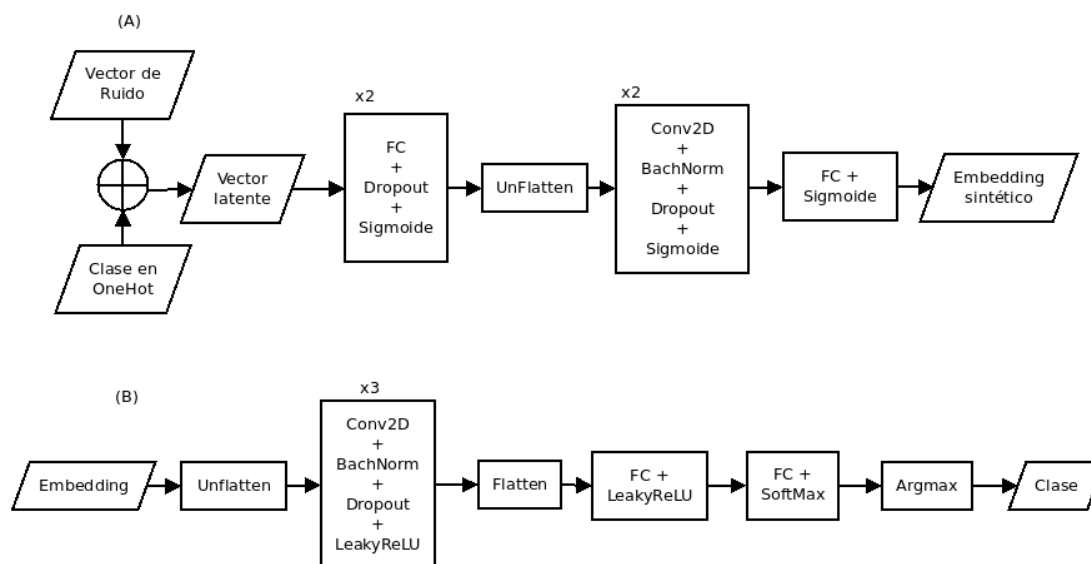 (A)
Vector de
Ruido
Clase en
OneHot
Vector
latente
x2
FC
+
Dropout
+
Sigmoide
UnFlatten
x2
Conv2D
+
BachNorm
+
Dropout
+
Sigmoide
FC +
Sigmoide
Embedding
sintético
(B)
Embedding
Unflatten
x3
Conv2D
+
BachNorm
+
Dropout
+
LeakyReLU
Flatten
FC +
LeakyReLU
FC +
SoftMax
Argmax
Clase